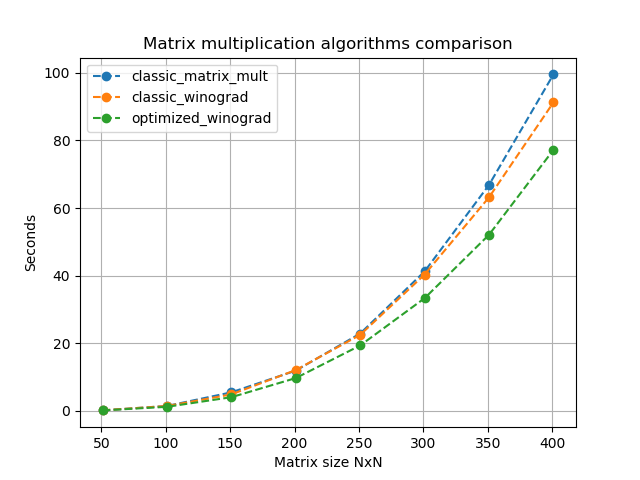 Matrix multiplication algorithms comparison
classic_matrix_mult
classic_winograd
optimized_winograd
Seconds
100
80
60
40
20
0
50 100 150 200 250 300 350 400
Matrix size NxN